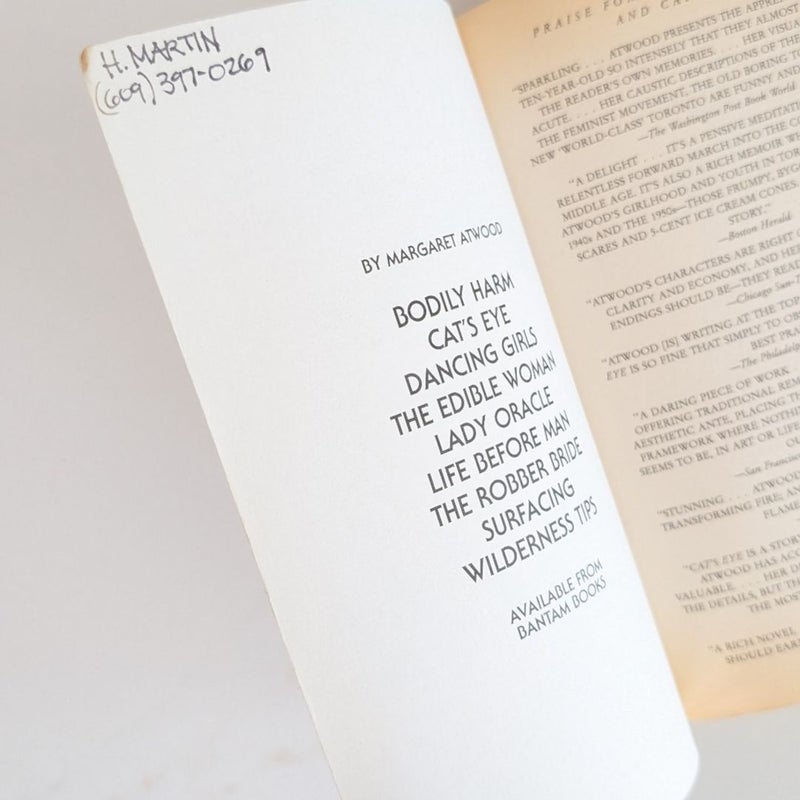 H. MARTIN
(609) 397-0269
BY MARGARET ATWOOD
BODILY HARM
CAT'S EYE
DANCING GIRLS
THE EDIBLE WOMAN
LADY ORACLE
LIFE BEFORE MAN
THE ROBBER BRIDE
SURFACING
WILDERNESS TIPS
AVAILABLE FROM
BANTAM BOOKS
PRAISE FOR
AND
"SPARKLING . . . ATWOOD PRESENTS THE
TEN-YEAR-OLD SO INTENSELY THAT THEY ALMOST
THE READER'S OWN MEMORIES. . . . HER
ACUTE. . . . HER CAUSTIC DESCRIPTIONS OF THE
THE FEMINIST MOVEMENT, THE OLD BORING
NEW 'WORLD-CLASS' TORONTO ARE FUNNY AND
—The Washington Post Book World
"A DELIGHT . . . IT'S A PENSIVE
RELENTLESS FORWARD MARCH INTO THE
MIDDLE AGE. IT'S ALSO A RICH MEMOIR
ATWOOD'S GIRLHOOD AND YOUTH IN
1940s AND THE 1950s—THOSE FRUMPY,
SCARES AND 5-CENT ICE CREAM CONES.
STORY."
—Boston Herald
"ATWOOD'S CHARACTERS ARE RIGHT
CLARITY AND ECONOMY, AND
ENDINGS SHOULD BE—THEY
—Chicago
"ATWOOD [IS] WRITING AT THE TOP
EYE IS SO FINE THAT SIMPLY TO
BEST
—The
"A DARING PIECE OF WORK
OFFERING TRADITIONAL
AESTHETIC ANTE, PLACING
FRAMEWORK WHERE
SEEMS TO BE, IN ART OR
—San
"STUNNING . . . ATWOOD
TRANSFORMING FIRE;
"CAT'S EYE IS A
ATWOOD HAS
VALUABLE. . . . HER
THE DETAILS, BUT
THE MOST
"A RICH NOVEL
SHOULD